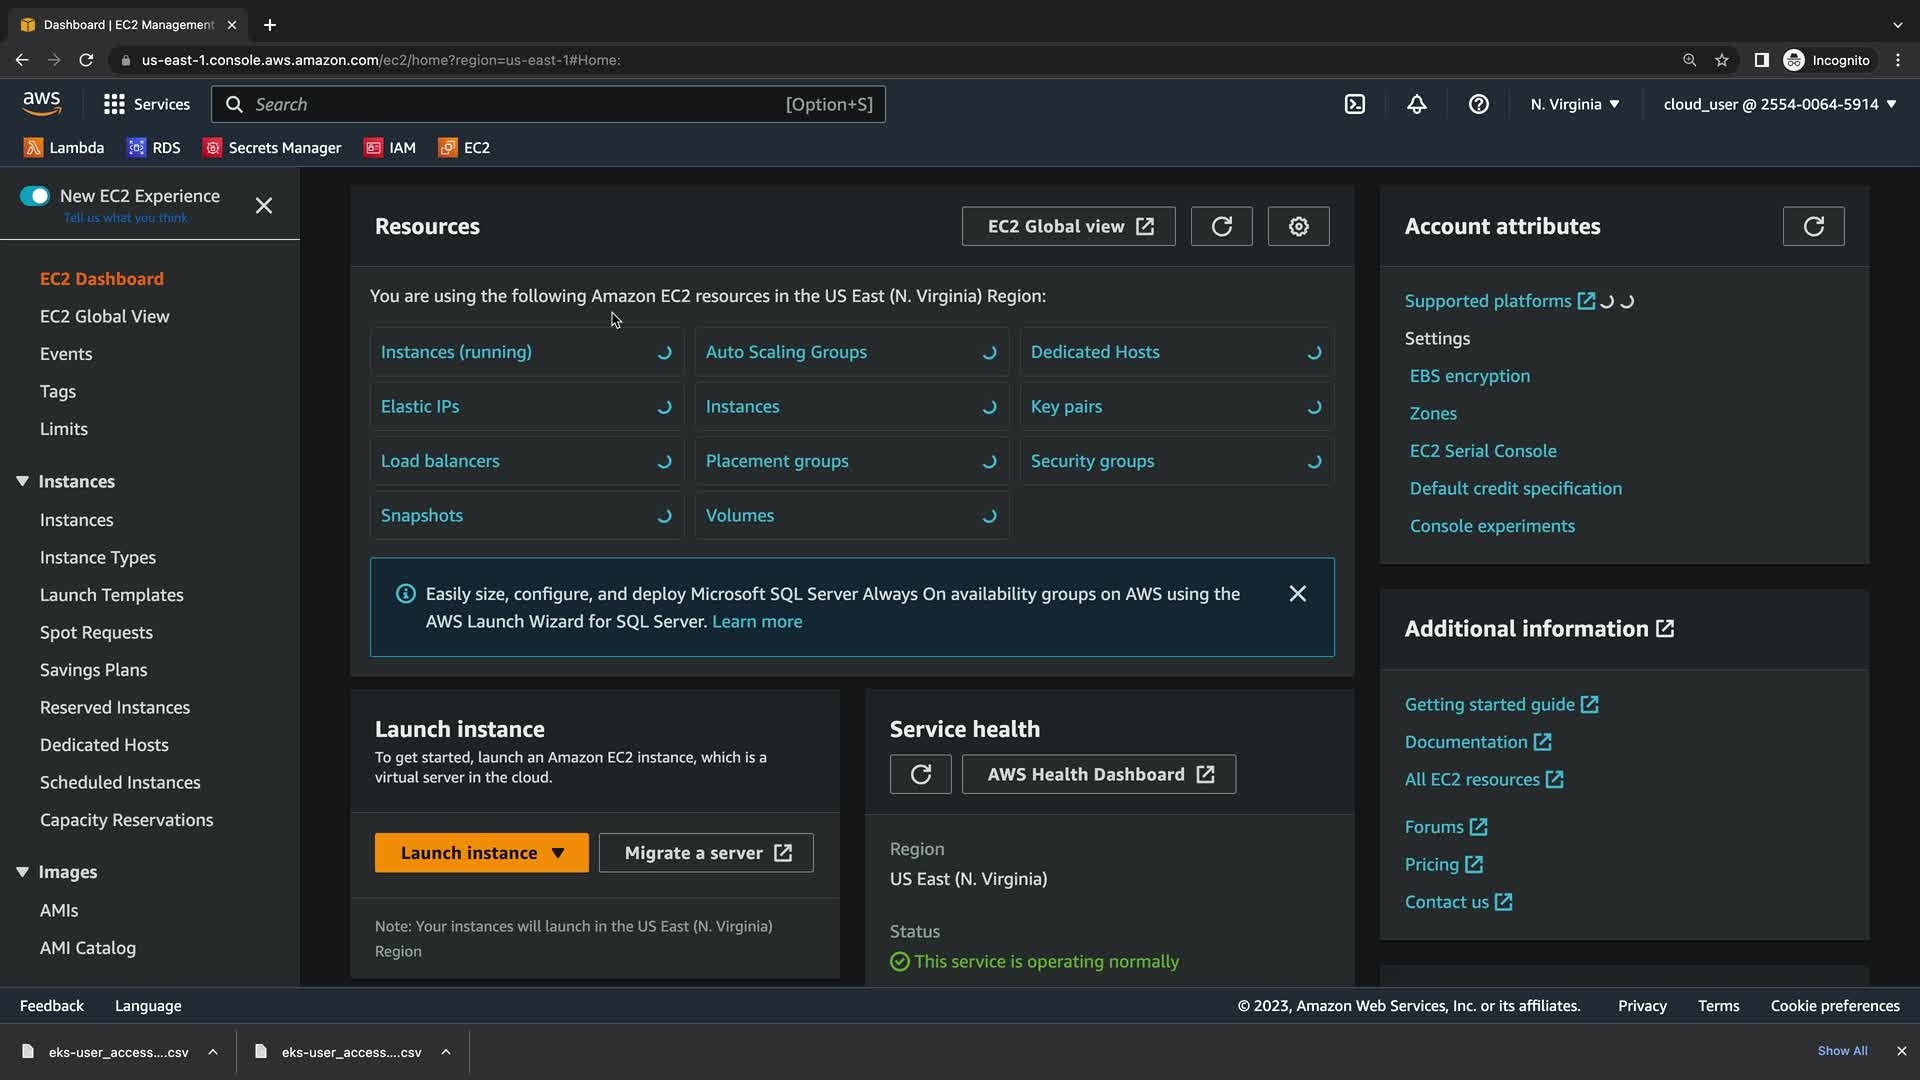 Dashboard | EC2 Management
us-east-1.console.aws.amazon.com/ec2/home?region=us-east-1#Home:
Incognito
aws
Services
Search
[Option+S]
N. Virginia
cloud_user @ 2554-0064-5914
Lambda
RDS
Secrets Manager
IAM
EC2
New EC2 Experience
Tell us what you think
EC2 Dashboard
EC2 Global View
Events
Tags
Limits
Instances
Instances
Instance Types
Launch Templates
Spot Requests
Savings Plans
Reserved Instances
Dedicated Hosts
Scheduled Instances
Capacity Reservations
Images
AMIs
AMI Catalog
Resources
EC2 Global view
You are using the following Amazon EC2 resources in the US East (N. Virginia) Region:
Instances (running)
Auto Scaling Groups
Dedicated Hosts
Elastic IPs
Instances
Key pairs
Load balancers
Placement groups
Security groups
Snapshots
Volumes
Easily size, configure, and deploy Microsoft SQL Server Always On availability groups on AWS using the
AWS Launch Wizard for SQL Server. Learn more
Launch instance
To get started, launch an Amazon EC2 instance, which is a
virtual server in the cloud.
Launch instance
Migrate a server
Note: Your instances will launch in the US East (N. Virginia)
Region
Service health
AWS Health Dashboard
Region
US East (N. Virginia)
Status
This service is operating normally
Account attributes
Supported platforms
Settings
EBS encryption
Zones
EC2 Serial Console
Default credit specification
Console experiments
Additional information
Getting started guide
Documentation
All EC2 resources
Forums
Pricing
Contact us
Feedback
Language
© 2023, Amazon Web Services, Inc. or its affiliates.
Privacy
Terms
Cookie preferences
eks-user_access....csv
eks-user_access....csv
Show All